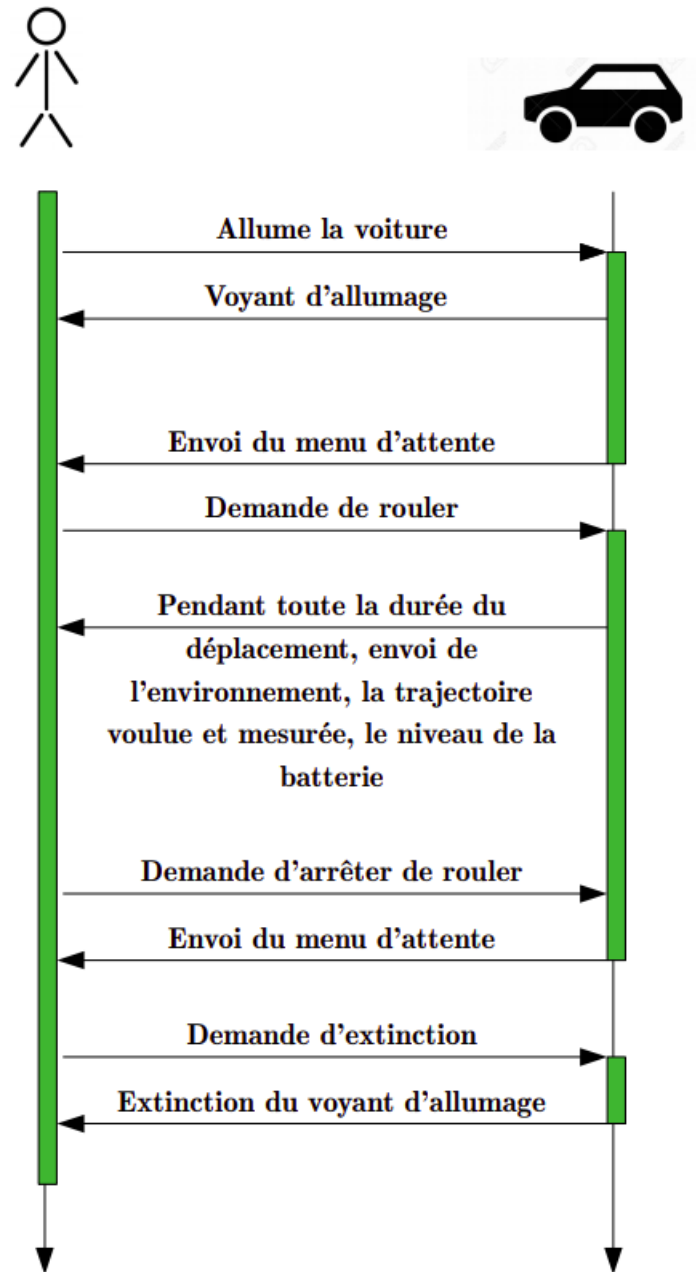 Allume la voiture
Voyant d'allumage
Envoi du menu d'attente
Demande de rouler
Pendant toute la durée du
déplacement, envoi de
l'environnement, la trajectoire
voulue et mesurée, le niveau de la
batterie
Demande d'arrêter de rouler
Envoi du menu d'attente
Demande d'extinction
Extinction du voyant d'allumage